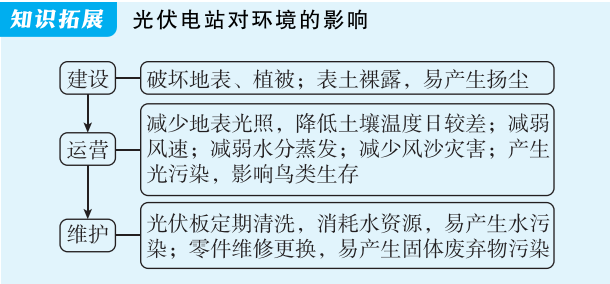 知识拓展 光伏电站对环境的影响
建设 破坏地表、植被；表土裸露，易产生扬尘
减少地表光照，降低土壤温度日较差；减弱
运营 风速；减弱水分蒸发；减少风沙灾害；产生
光污染，影响鸟类生存
维护 光伏板定期清洗，消耗水资源，易产生水污
染；零件维修更换，易产生固体废弃物污染